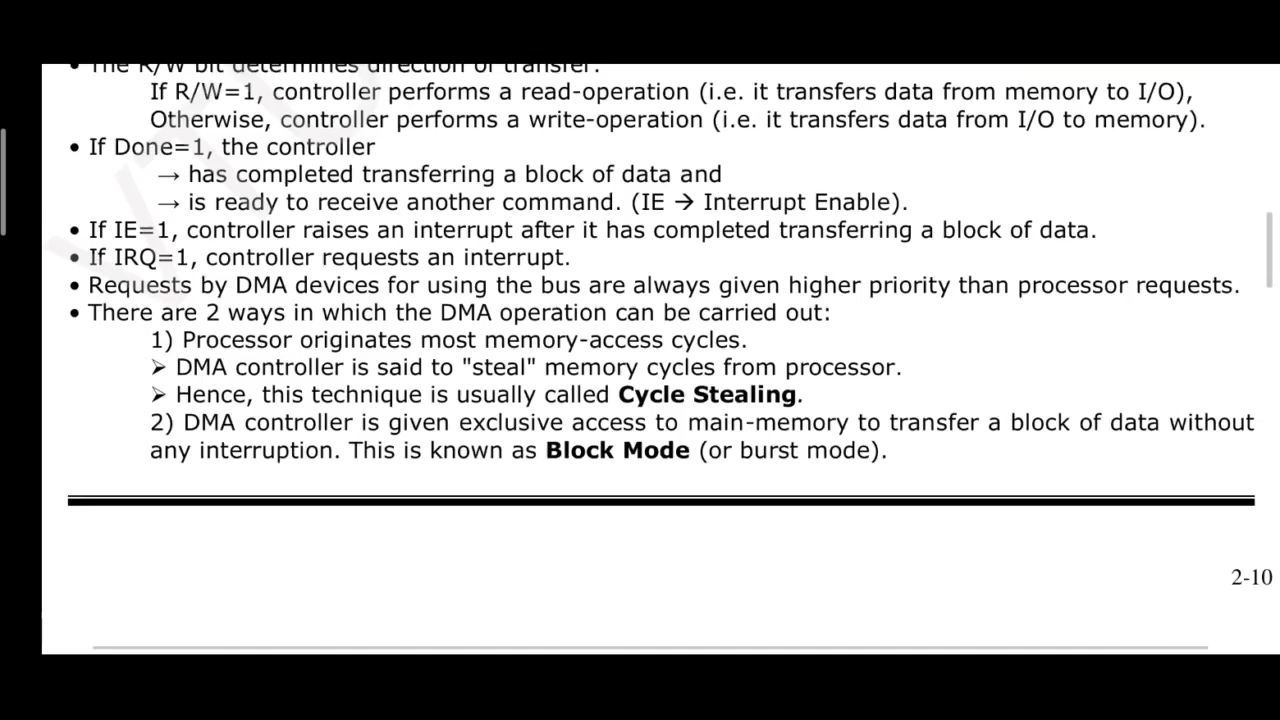 • The R/W bit determines direction of transfer.
If R/W=1, controller performs a read-operation (i.e. it transfers data from memory to I/O),
Otherwise, controller performs a write-operation (i.e. it transfers data from I/O to memory).
• If Done=1, the controller
→ has completed transferring a block of data and
→ is ready to receive another command. (IE → Interrupt Enable).
• If IE=1, controller raises an interrupt after it has completed transferring a block of data.
• If IRQ=1, controller requests an interrupt.
• Requests by DMA devices for using the bus are always given higher priority than processor requests.
• There are 2 ways in which the DMA operation can be carried out:
1) Processor originates most memory-access cycles.
➢ DMA controller is said to "steal" memory cycles from processor.
➢ Hence, this technique is usually called Cycle Stealing.
2) DMA controller is given exclusive access to main-memory to transfer a block of data without
any interruption. This is known as Block Mode (or burst mode).
2-10